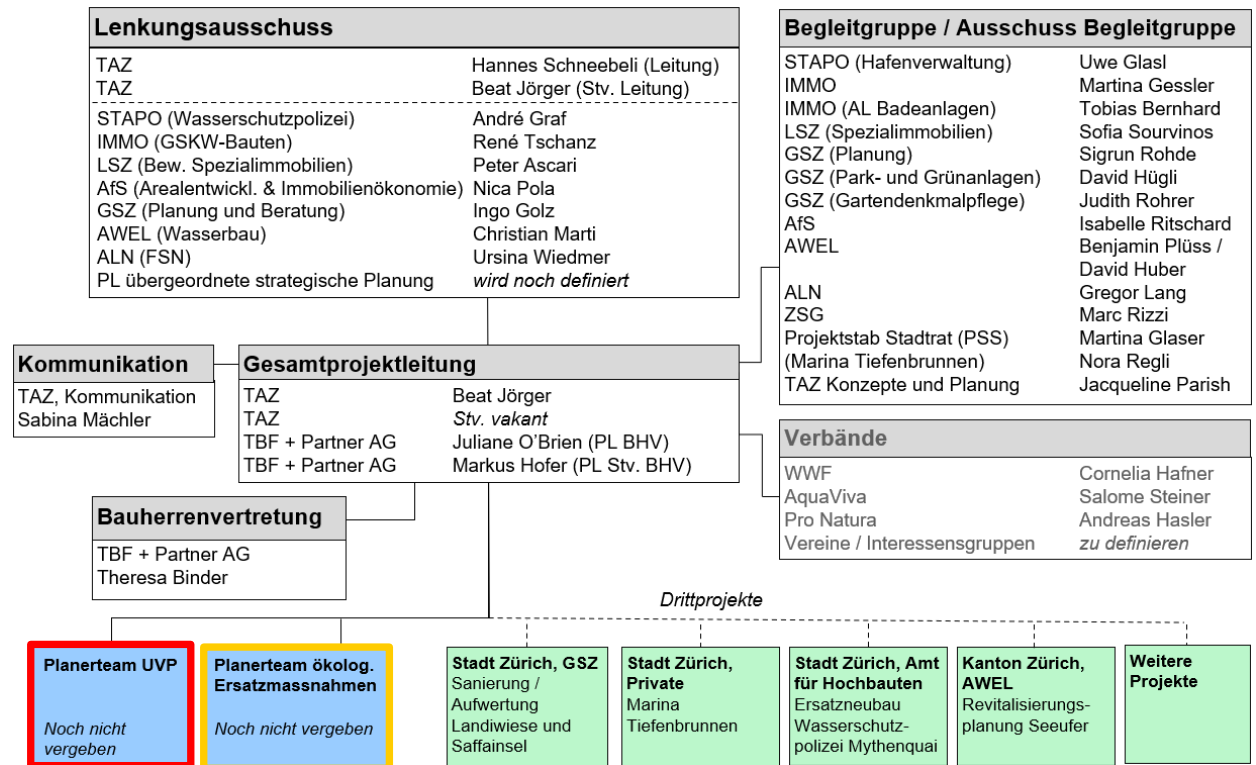 Lenkungsausschuss
TAZ Hannes Schneebeli (Leitung)
TAZ Beat Jörger (Stv. Leitung)
STAPO (Wasserschutzpolizei) André Graf
IMMO (GSKW-Bauten) René Tschanz
LSZ (Bew. Spezialimmobilien) Peter Ascari
AfS (Arealentwickl. & Immobilienökonomie) Nica Pola
GSZ (Planung und Beratung) Ingo Golz
AWEL (Wasserbau) Christian Marti
ALN (FSN) Ursina Wiedmer
PL übergeordnete strategische Planung wird noch definiert
Begleitgruppe / Ausschuss Begleitgruppe
STAPO (Hafenverwaltung) Uwe Glasl
IMMO Martina Gessler
IMMO (AL Badeanlagen) Tobias Bernhard
LSZ (Spezialimmobilien) Sofia Sourvinos
GSZ (Planung) Sigrun Rohde
GSZ (Park- und Grünanlagen) David Hügli
GSZ (Gartendenkmalpflege) Judith Rohrer
AfS Isabelle Ritschard
AWEL Benjamin Plüss /
David Huber
ALN Gregor Lang
ZSG Marc Rizzi
Projektstab Stadtrat (PSS) Martina Glaser
(Marina Tiefenbrunnen) Nora Regli
TAZ Konzepte und Planung Jacqueline Parish
Kommunikation
TAZ, Kommunikation
Sabina Mächler
Gesamtprojektleitung
TAZ Beat Jörger
TAZ Stv. vakant
TBF + Partner AG Juliane O'Brien (PL BHV)
TBF + Partner AG Markus Hofer (PL Stv. BHV)
Verbände
WWF Cornelia Hafner
AquaViva Salome Steiner
Pro Natura Andreas Hasler
Vereine / Interessensgruppen zu definieren
Bauherrenvertretung
TBF + Partner AG
Theresa Binder
Drittprojekte
Planerteam UVP
Noch nicht
vergeben
Planerteam ökolog.
Ersatzmassnahmen
Noch nicht vergeben
Stadt Zürich, GSZ
Sanierung /
Aufwertung
Landiwiese und
Saffainsel
Stadt Zürich,
Private
Marina
Tiefenbrunnen
Stadt Zürich, Amt
für Hochbauten
Ersatzneubau
Wasserschutz-
polizei Mythenquai
Kanton Zürich,
AWEL
Revitalisierungs-
planung Seeufer
Weitere
Projekte